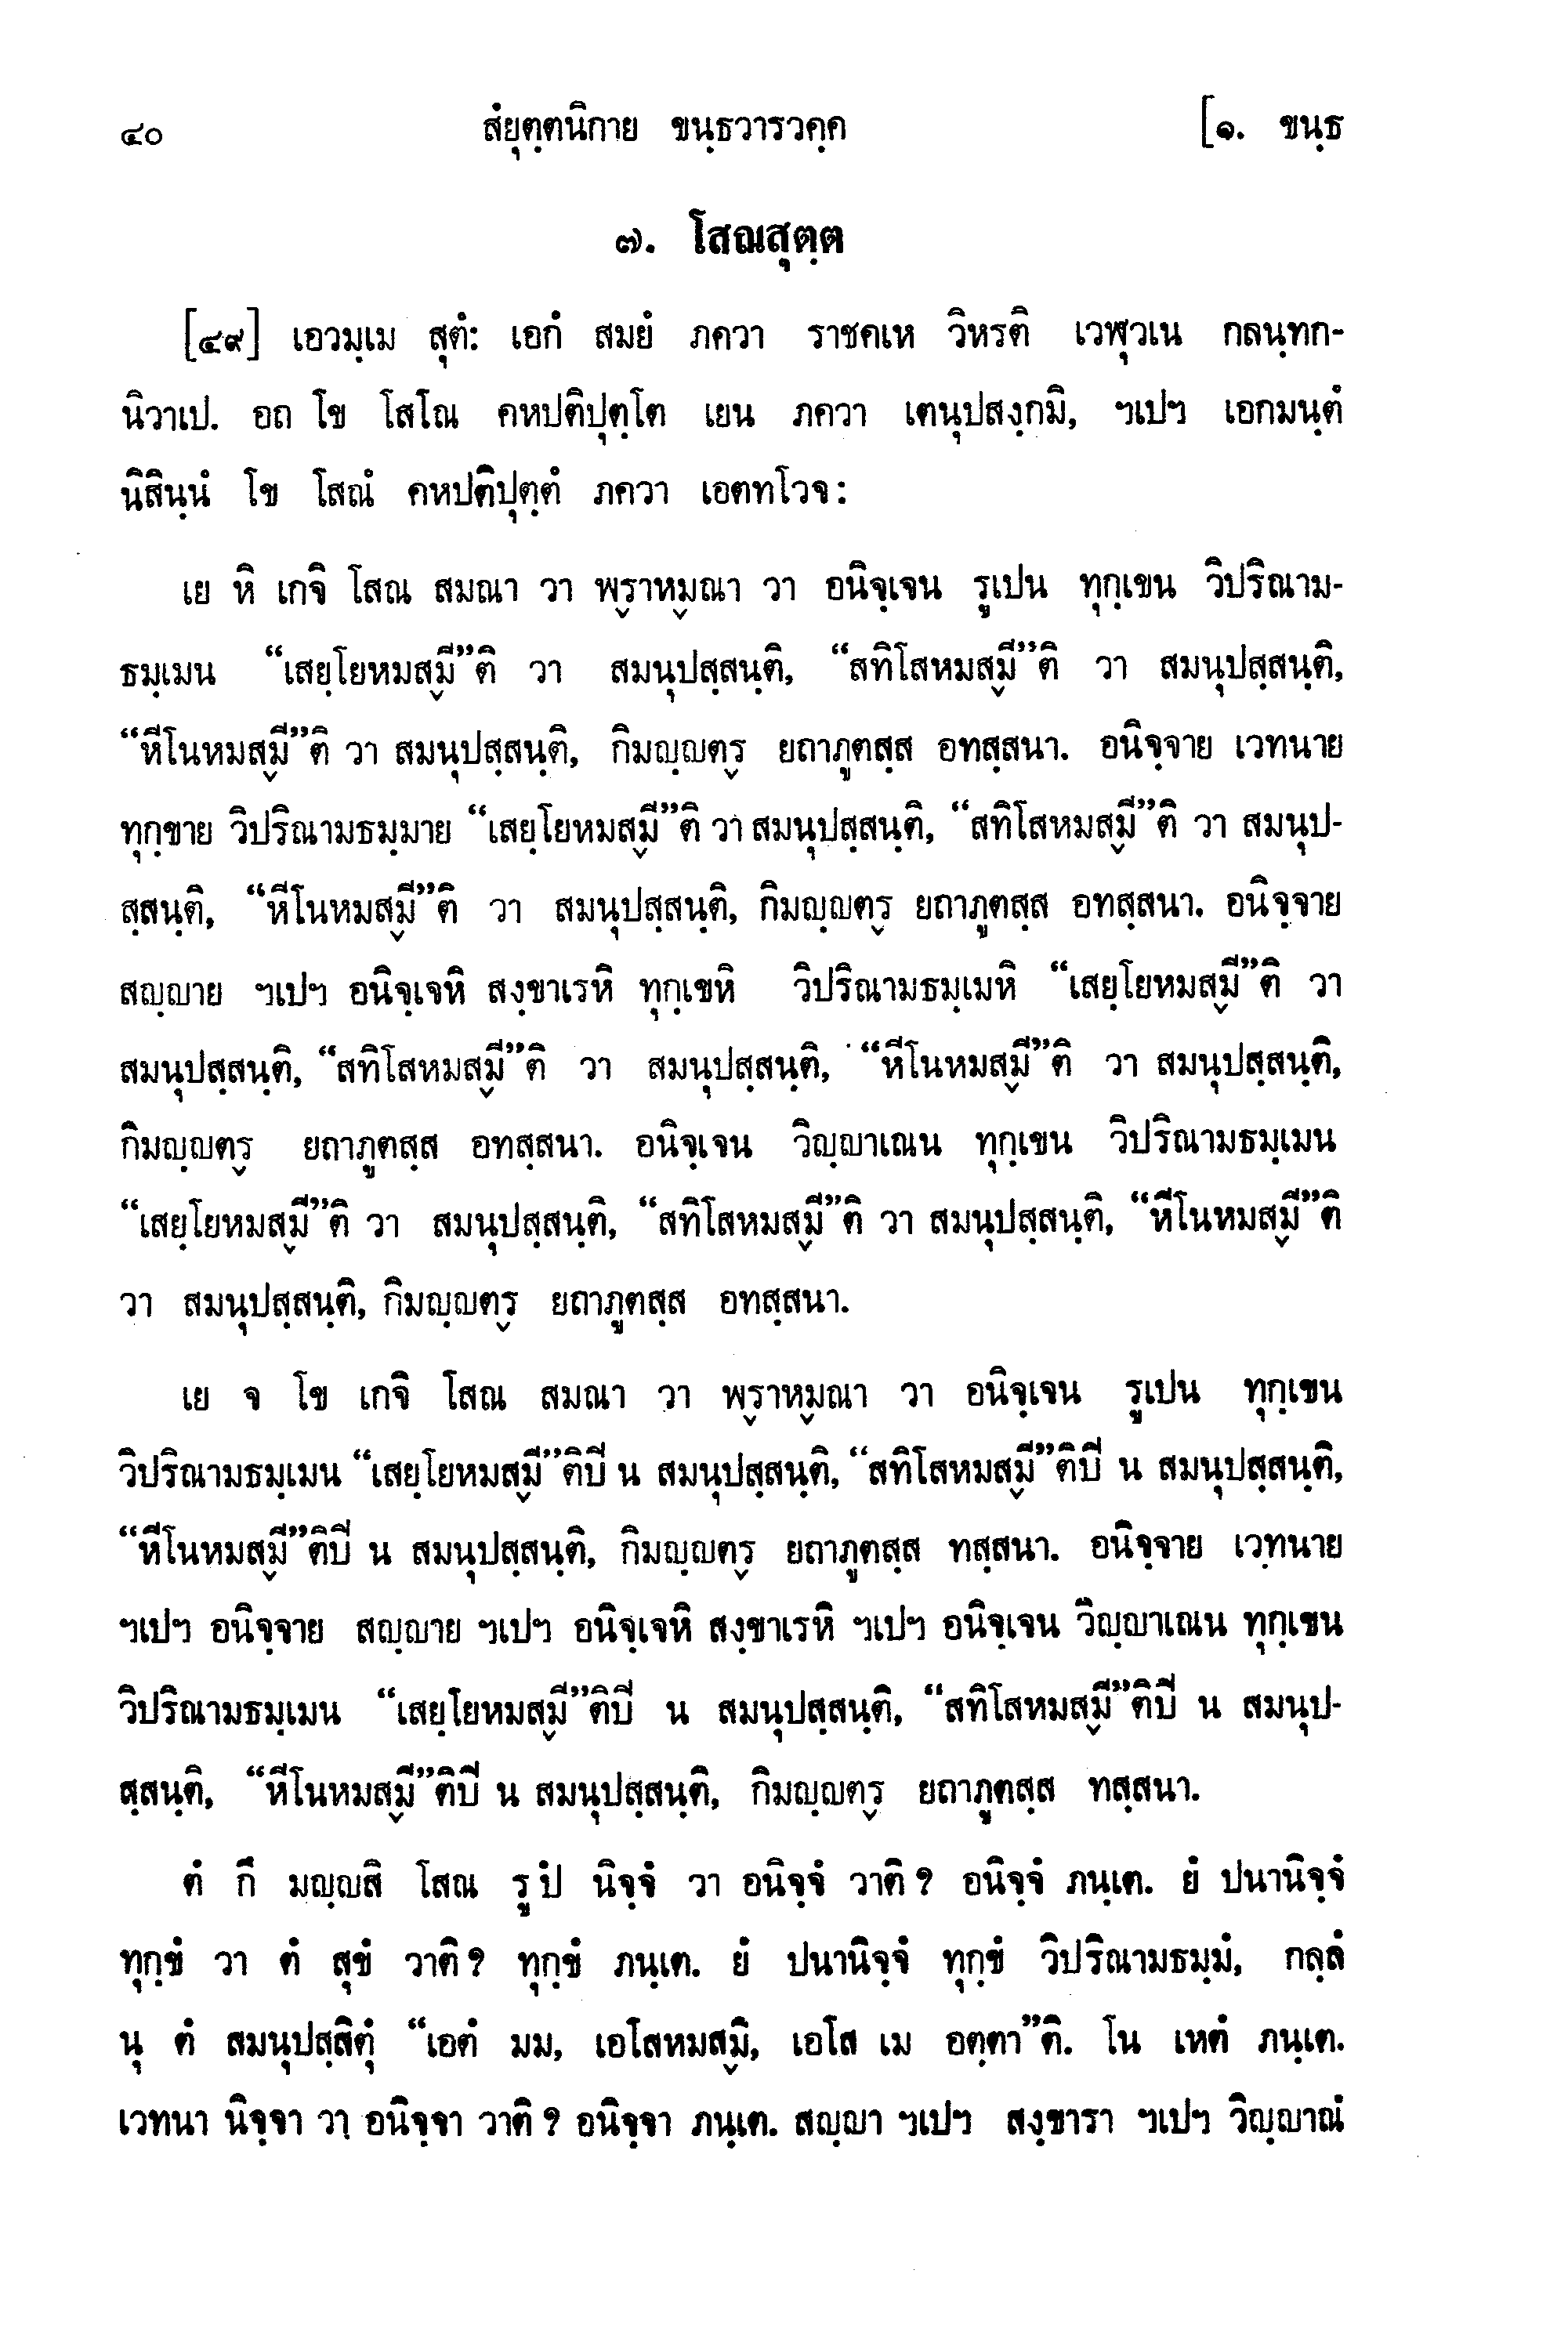 ๔๐ สํยุตฺตนิกาย ขนฺธวารวคฺค [๑. ขนฺธ
๗. โสณสุตฺต
[๔๙] เอวมฺเม สุตํ: เอกํ สมยํ ภควา ราชคเห วิหรติ เวฬุวเน กลนฺทก-
นิวาเป. อถ โข โสโณ คหปติปุตฺโต เยน ภควา เตนุปสงฺกมิ, ฯเปฯ เอกมนฺตํ
นิสินฺนํ โข โสณํ คหปติปุตฺตํ ภควา เอตทโวจ:
เย หิ เกจิ โสณ สมณา วา พ๎ราห๎มณา วา อนิจฺเจน รูเปน ทุกฺเขน วิปริณาม-
ธมฺเมน “เสยฺโยหมส๎มี”ติ วา สมนุปสฺสนฺติ, “สทิโสหมส๎มี”ติ วา สมนุปสฺสนฺติ,
“หีโนหมส๎มี”ติ วา สมนุปสฺสนฺติ, กิมญฺญต๎ร ยถาภูตสฺส อทสฺสนา. อนิจฺจาย เวทนาย
ทุกฺขาย วิปริณามธมฺมาย “เสยฺโยหมส๎มี”ติ วา สมนุปสฺสนฺติ, “สทิโสหมส๎มี”ติ วา สมนุป-
สฺสนฺติ, “หีโนหมส๎มี”ติ วา สมนุปสฺสนฺติ, กิมญฺญต๎ร ยถาภูตสฺส อทสฺสนา. อนิจฺจาย
สญฺญาย ฯเปฯ อนิจฺเจหิ สงฺขาเรหิ ทุกฺเขหิ วิปริณามธมฺเมหิ “เสยฺโยหมส๎มี”ติ วา
สมนุปสฺสนฺติ, “สทิโสหมส๎มี”ติ วา สมนุปสฺสนฺติ, “หีโนหมส๎มี”ติ วา สมนุปสฺสนฺติ,
กิมญฺญต๎ร ยถาภูตสฺส อทสฺสนา. อนิจฺเจน วิญฺญาเณน ทุกฺเขน วิปริณามธมฺเมน
“เสยฺโยหมส๎มี”ติ วา สมนุปสฺสนฺติ, “สทิโสหมส๎มี”ติ วา สมนุปสฺสนฺติ, “หีโนหมส๎มี”ติ
วา สมนุปสฺสนฺติ, กิมญฺญต๎ร ยถาภูตสฺส อทสฺสนา.
เย จ โข เกจิ โสณ สมณา วา พ๎ราห๎มณา วา อนิจฺเจน รูเปน ทุกฺเขน
วิปริณามธมฺเมน “เสยฺโยหมส๎มี”ติปิ น สมนุปสฺสนฺติ, “สทิโสหมส๎มี”ติปิ น สมนุปสฺสนฺติ,
“หีโนหมส๎มี”ติปิ น สมนุปสฺสนฺติ, กิมญฺญต๎ร ยถาภูตสฺส ทสฺสนา. อนิจฺจาย เวทนาย
ฯเปฯ อนิจฺจาย สญฺญาย ฯเปฯ อนิจฺเจหิ สงฺขาเรหิ ฯเปฯ อนิจฺเจน วิญฺญาเณน ทุกฺเขน
วิปริณามธมฺเมน “เสยฺโยหมส๎มี”ติปิ น สมนุปสฺสนฺติ, “สทิโสหมส๎มี”ติปิ น สมนุป-
สฺสนฺติ, “หีโนหมส๎มี”ติปิ น สมนุปสฺสนฺติ, กิมญฺญต๎ร ยถาภูตสฺส ทสฺสนา.
ตํ กึ มญฺญสิ โสณ รูปํ นิจฺจํ วา อนิจฺจํ วาติ? อนิจฺจํ ภนฺเต. ยํ ปนานิจฺจํ
ทุกฺขํ วา ตํ สุขํ วาติ? ทุกฺขํ ภนฺเต. ยํ ปนานิจฺจํ ทุกฺขํ วิปริณามธมฺมํ, กลฺลํ
นุ ตํ สมนุปสฺสิตุํ “เอตํ มม, เอโสหมส๎มิ, เอโส เม อตฺตา”ติ. โน เหตํ ภนฺเต.
เวทนา นิจฺจา วา อนิจฺจา วาติ? อนิจฺจา ภนฺเต. สญฺญา ฯเปฯ สงฺขารา ฯเปฯ วิญฺญาณํ